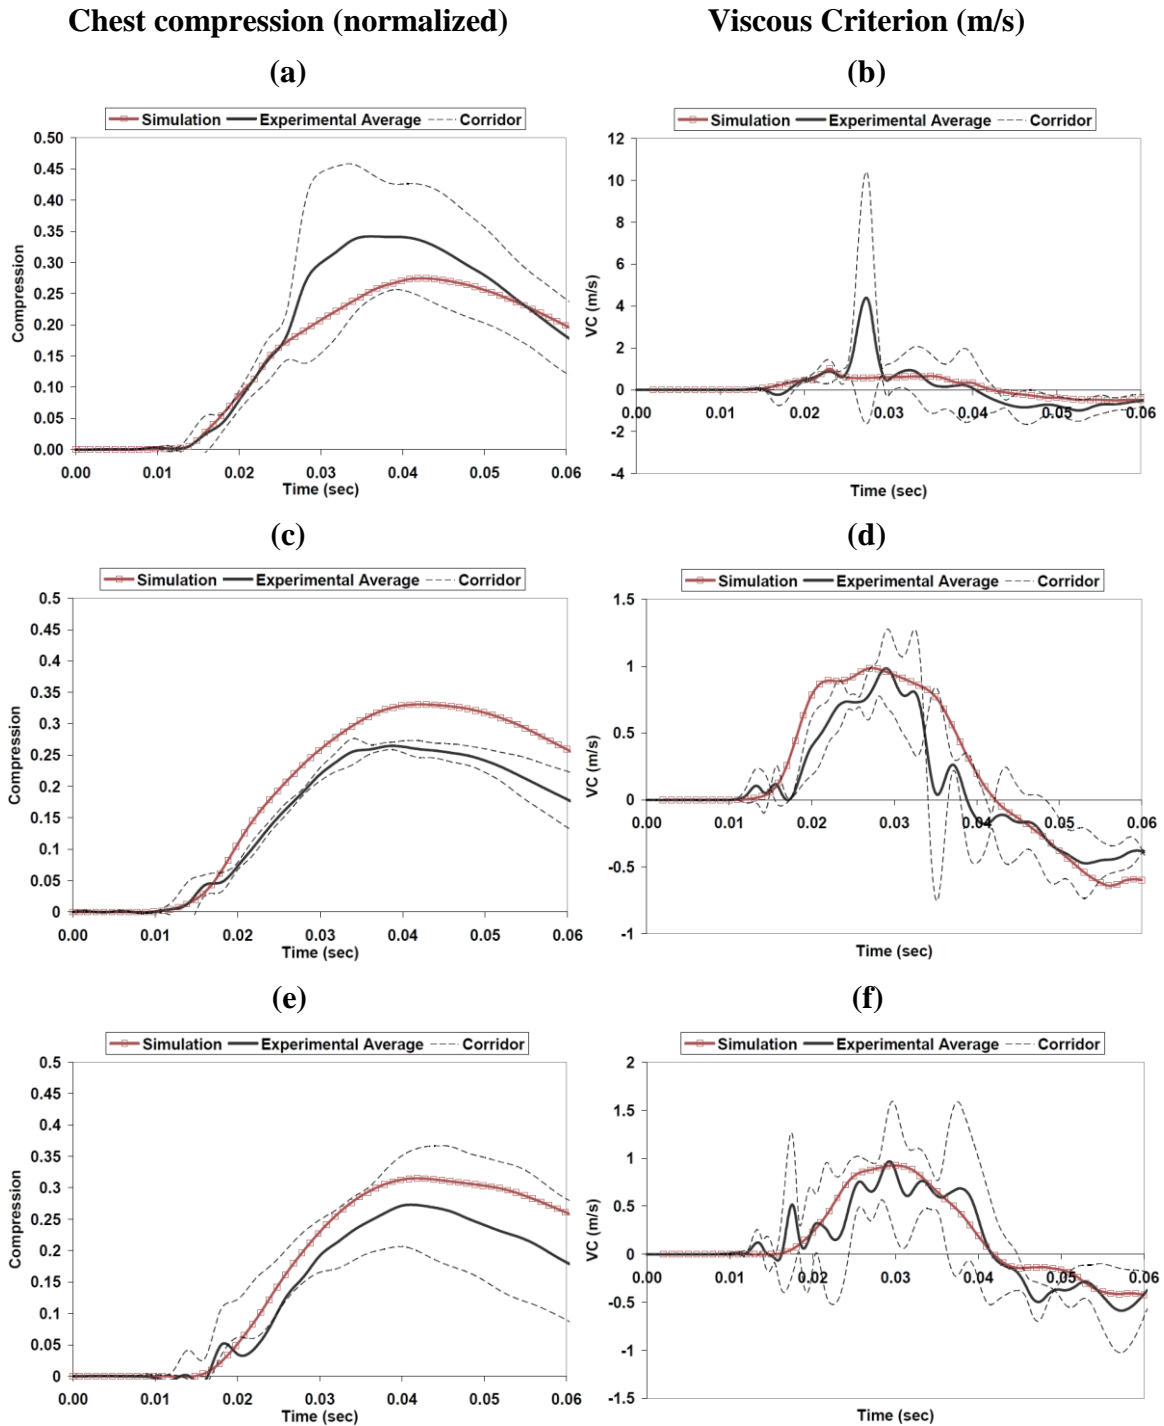 Chest compression (normalized) Viscous Criterion (m/s)
(a) (b)
Simulation Experimental Average Corridor
0.50
0.45
0.40
0.35
0.30
0.25
0.20
0.15
0.10
0.05
0.00
Compression
0.00 0.01 0.02 0.03 0.04 0.05 0.06
Time (sec)
Simulation Experimental Average Corridor
12
10
8
6
4
2
0
-2
-4
VC (m/s)
0.00 0.01 0.02 0.03 0.04 0.05 0.06
Time (sec)
(c) (d)
Simulation Experimental Average Corridor
0.5
0.45
0.4
0.35
0.3
0.25
0.2
0.15
0.1
0.05
0
Compression
0.00 0.01 0.02 0.03 0.04 0.05 0.06
Time (sec)
Simulation Experimental Average Corridor
1.5
1
0.5
0
-0.5
-1
VC (m/s)
0.00 0.01 0.02 0.03 0.04 0.05 0.06
Time (sec)
(e) (f)
Simulation Experimental Average Corridor
0.5
0.45
0.4
0.35
0.3
0.25
0.2
0.15
0.1
0.05
0
Compression
0.00 0.01 0.02 0.03 0.04 0.05 0.06
Time (sec)
Simulation Experimental Average Corridor
2
1.5
1
0.5
0
-0.5
-1
-1.5
VC (m/s)
0.00 0.01 0.02 0.03 0.04 0.05 0.06
Time (sec)